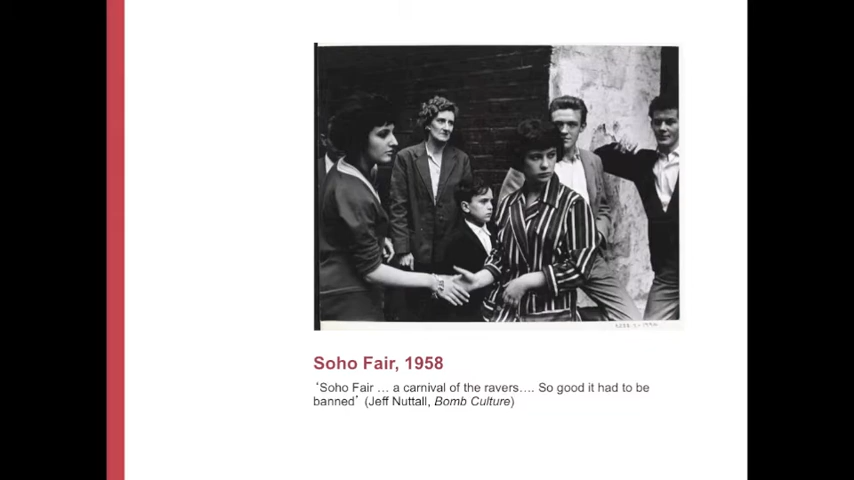 Soho Fair, 1958
‘Soho Fair … a carnival of the ravers…. So good it had to be
banned’ (Jeff Nuttall, Bomb Culture)